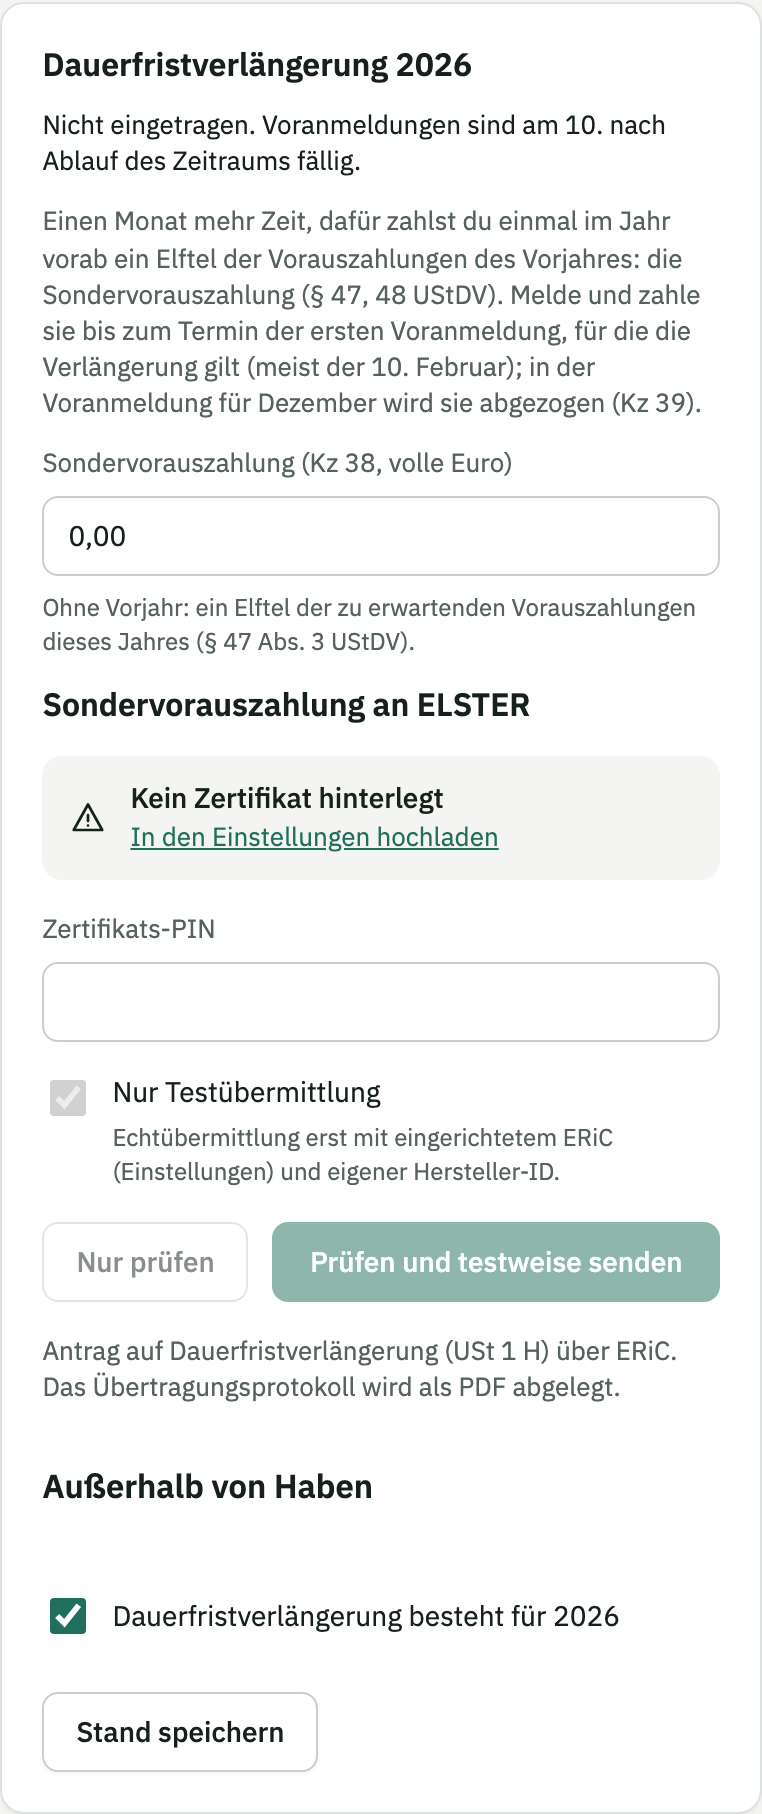 Dauerfristverlängerung 2026
Nicht eingetragen. Voranmeldungen sind am 10. nach
Ablauf des Zeitraums fällig.
Einen Monat mehr Zeit, dafür zahlst du einmal im Jahr
vorab ein Elftel der Vorauszahlungen des Vorjahres: die
Sondervorauszahlung (§ 47, 48 UStDV). Melde und zahle
sie bis zum Termin der ersten Voranmeldung, für die die
Verlängerung gilt (meist der 10. Februar); in der
Voranmeldung für Dezember wird sie abgezogen (Kz 39).
Sondervorauszahlung (Kz 38, volle Euro)
0,00
Ohne Vorjahr: ein Elftel der zu erwartenden Vorauszahlungen
dieses Jahres (§ 47 Abs. 3 UStDV).
Sondervorauszahlung an ELSTER
Kein Zertifikat hinterlegt
In den Einstellungen hochladen
Zertifikats-PIN
Nur Testübermittlung
Echtübermittlung erst mit eingerichtetem ERiC
(Einstellungen) und eigener Hersteller-ID.
Nur prüfen
Prüfen und testweise senden
Antrag auf Dauerfristverlängerung (USt 1 H) über ERiC.
Das Übertragungsprotokoll wird als PDF abgelegt.
Außerhalb von Haben
Dauerfristverlängerung besteht für 2026
Stand speichern